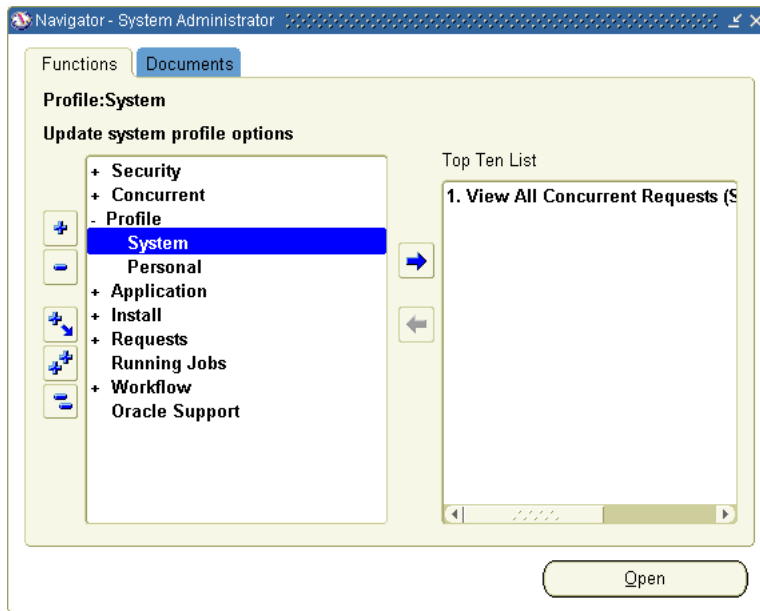 Navigator - System Administrator
Functions
Documents
Profile:System
Update system profile options
+ Security
+ Concurrent
- Profile
System
Personal
+ Application
+ Install
+ Requests
Running Jobs
+ Workflow
Oracle Support
Top Ten List
1. View All Concurrent Requests (S
Open